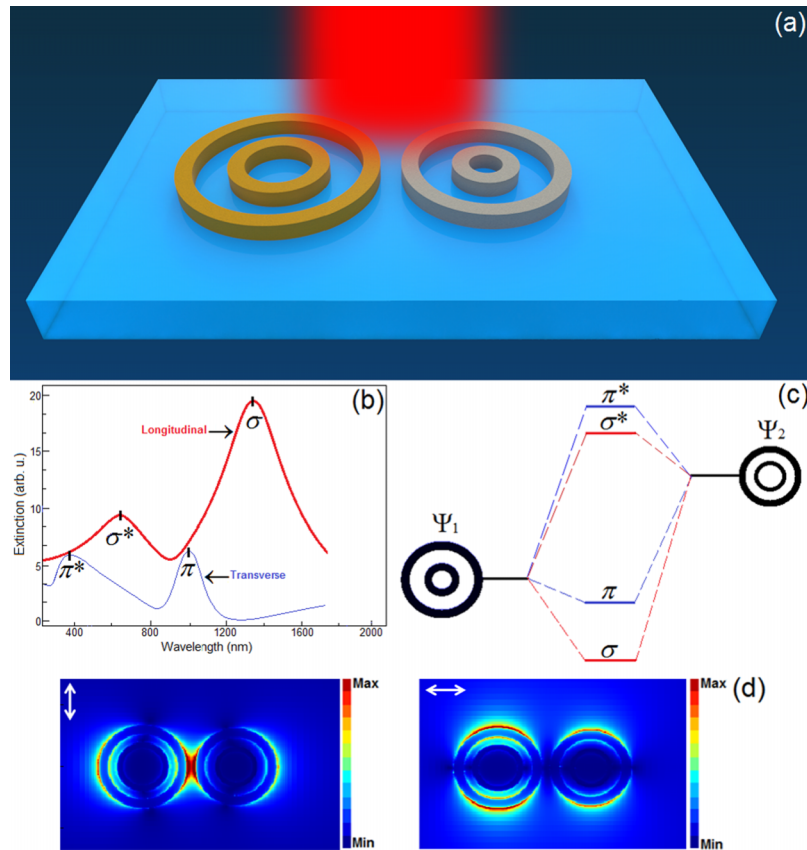 (a)
(b)
20
15
10
5
0
Extinction (arb. u.)
Longitudinal
σ
σ*
π*
π
Transverse
400 800 1200 1600 2000
Wavelength (nm)
(c)
π*
σ*
Ψ2
Ψ1
π
σ
Max
Min
Max
(d)
Min